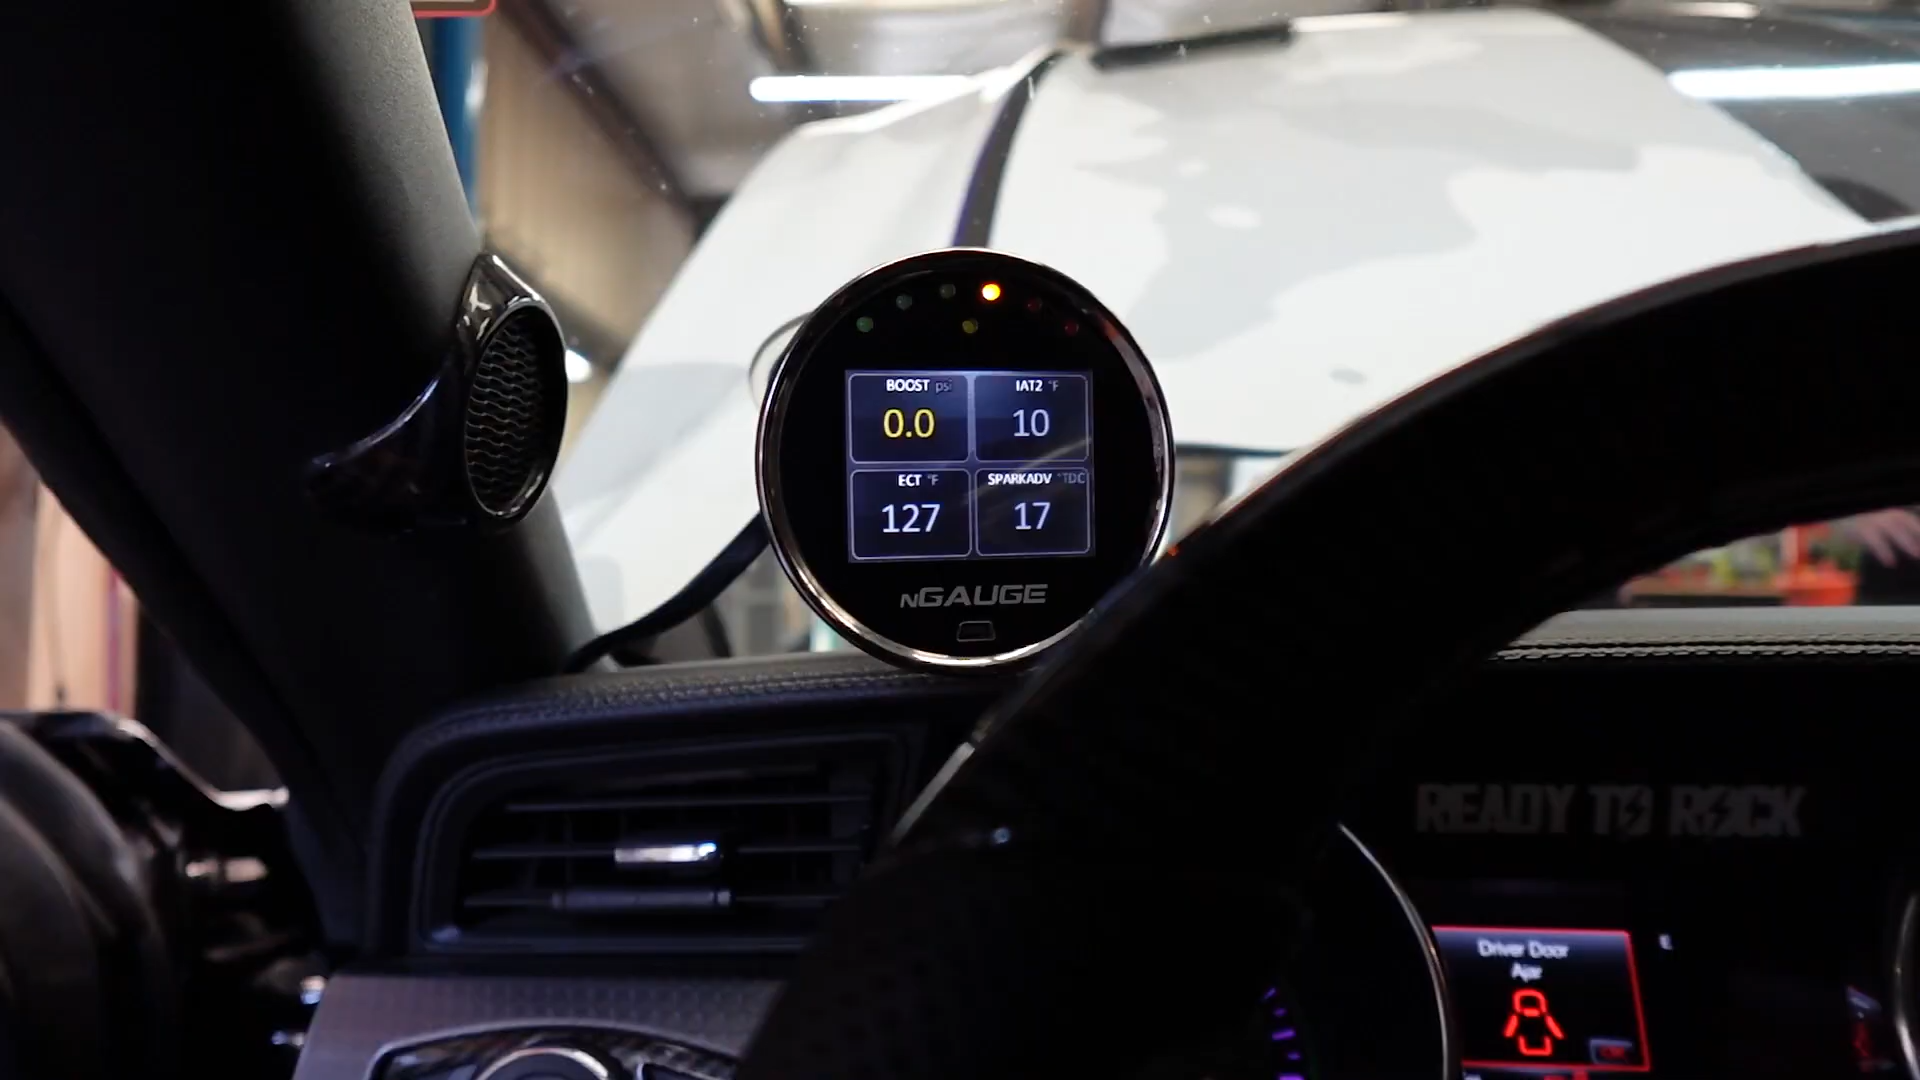 BOOST psi
IAT2 °F
0.0
10
ECT °F
SPARKADV °TDC
127
17
nGAUGE
READY TO ROCK
Driver Door
Ajar
E